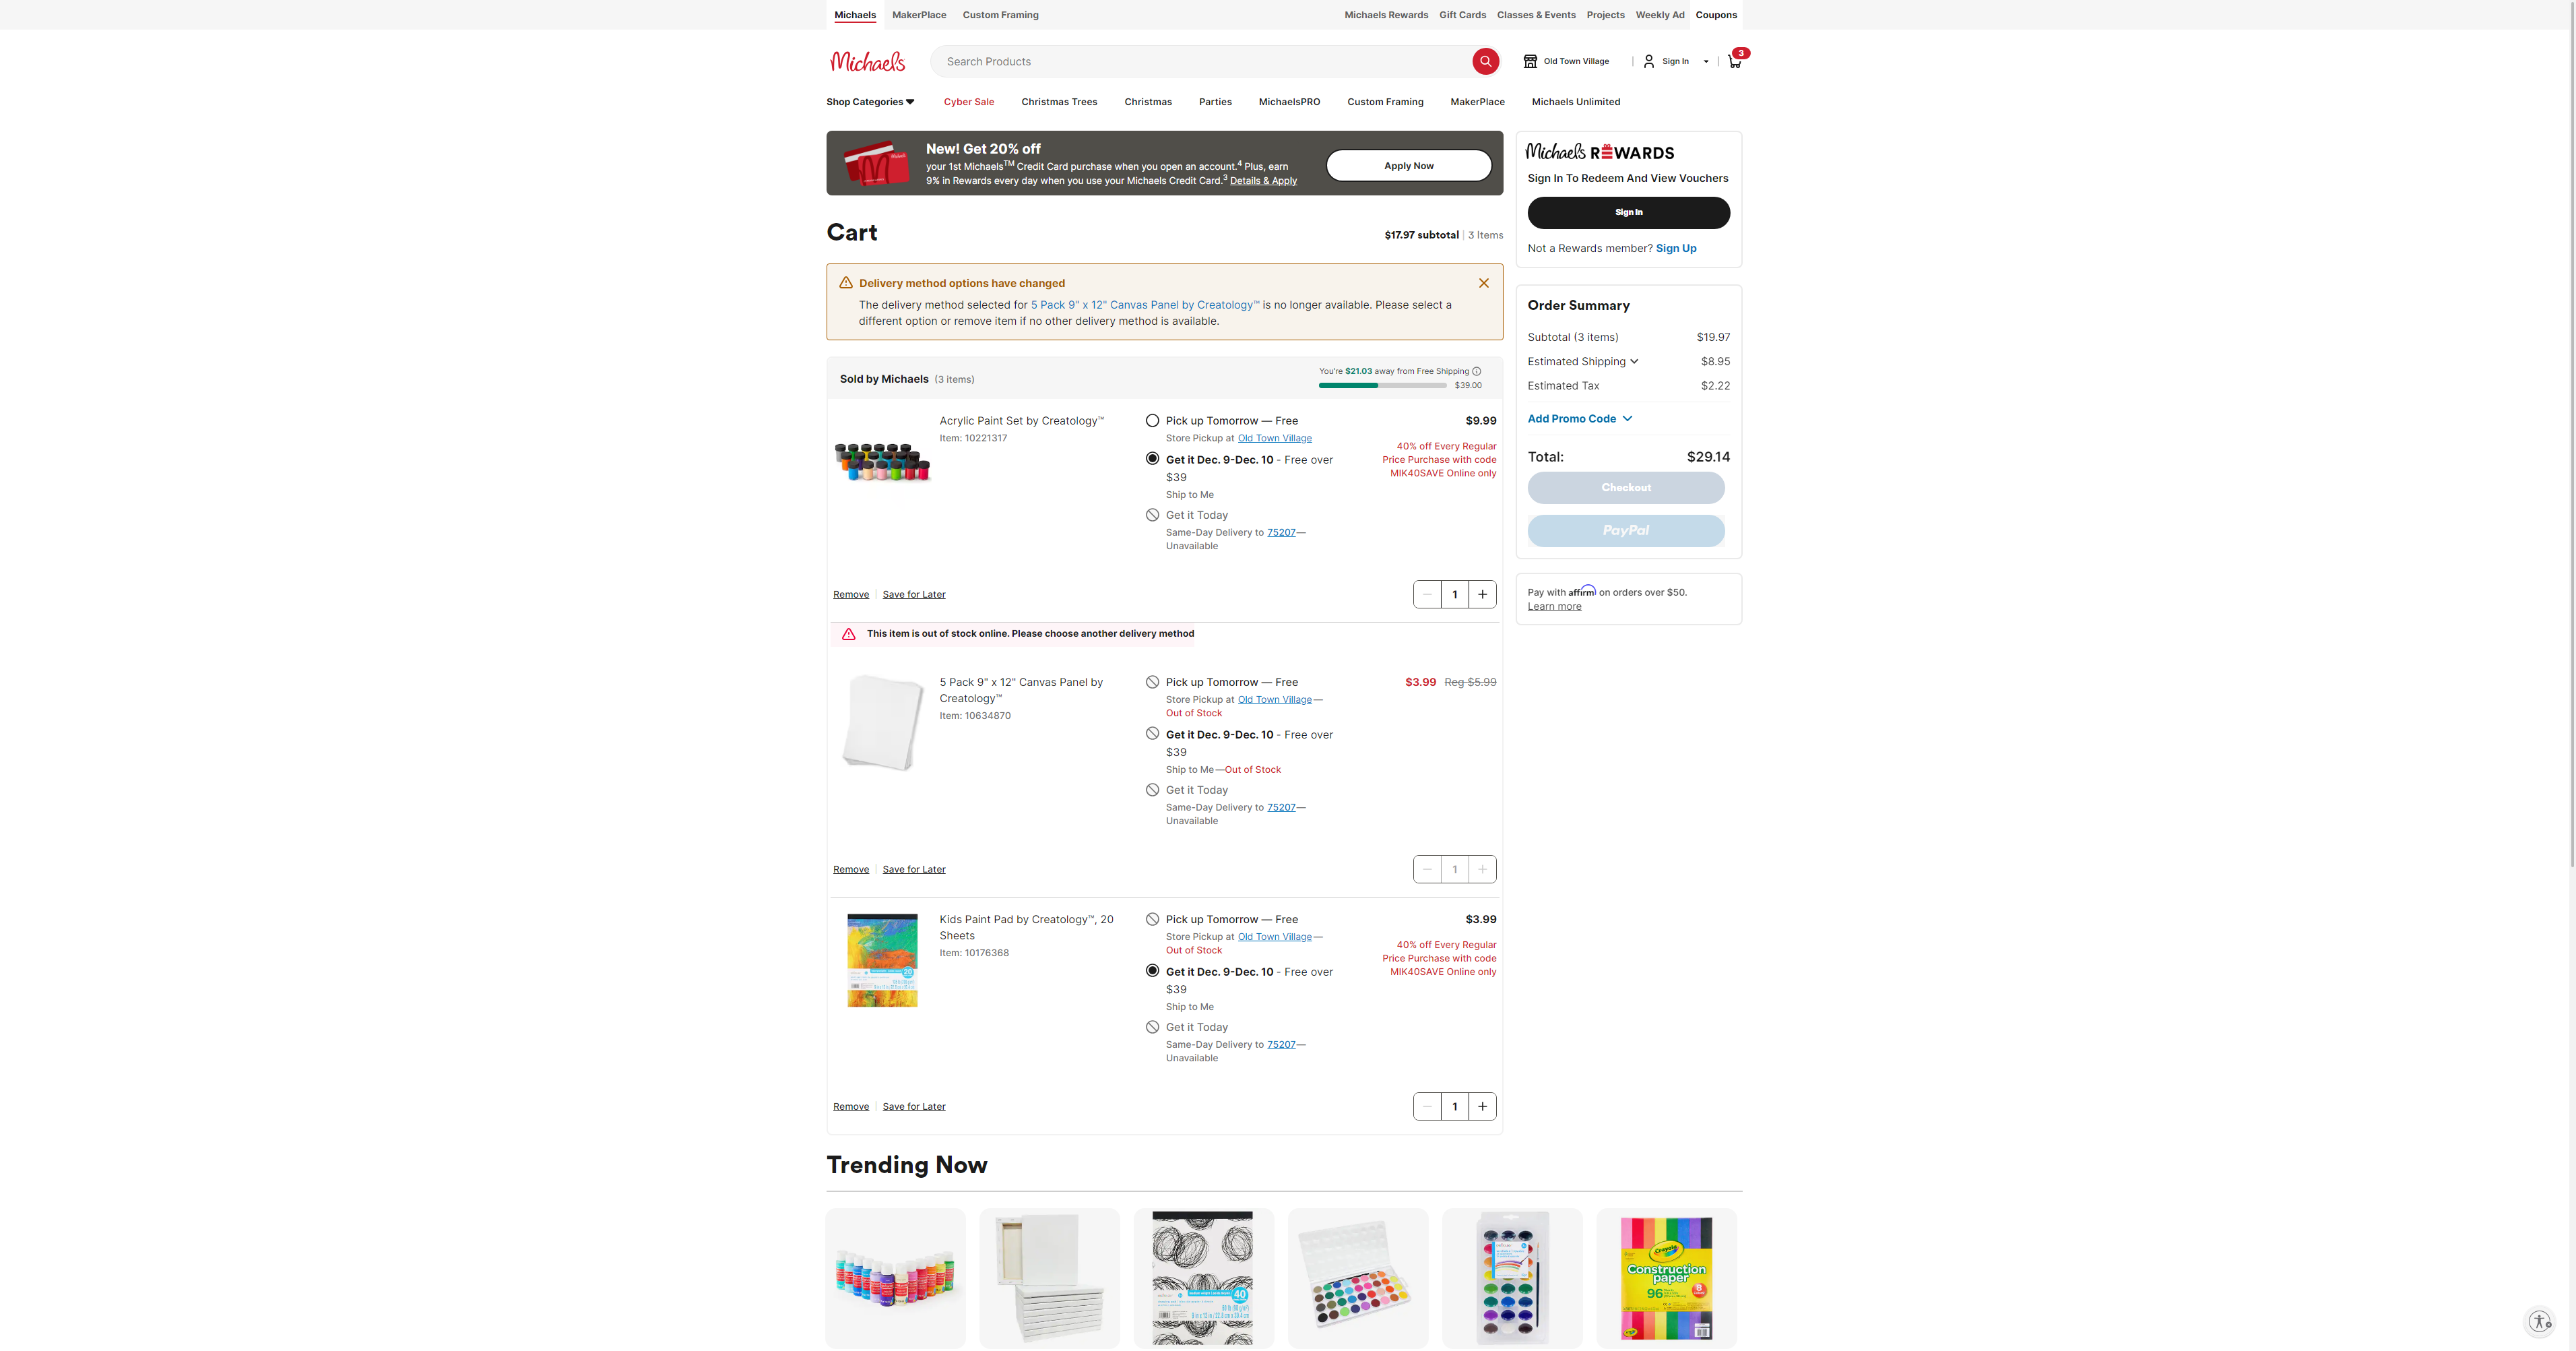 Michaels
MakerPlace
Custom Framing
Michaels Rewards
Gift Cards
Classes & Events
Projects
Weekly Ad
Coupons
Michaels
Search Products
Old Town Village
Sign In
3
Shop Categories
Cyber Sale
Christmas Trees
Christmas
Parties
MichaelsPRO
Custom Framing
MakerPlace
Michaels Unlimited
New! Get 20% off
your 1st Michaels™ Credit Card purchase when you open an account.4 Plus, earn
9% in Rewards every day when you use your Michaels Credit Card.3 Details & Apply
Apply Now
Michaels REWARDS
Sign In To Redeem And View Vouchers
Sign In
Not a Rewards member? Sign Up
Cart
$17.97 subtotal | 3 Items
Delivery method options have changed
The delivery method selected for 5 Pack 9" x 12" Canvas Panel by Creatology™ is no longer available. Please select a
different option or remove item if no other delivery method is available.
Order Summary
Subtotal (3 items) $19.97
Estimated Shipping $8.95
Estimated Tax $2.22
Add Promo Code
Total: $29.14
Checkout
PayPal
Pay with affirm on orders over $50.
Learn more
Sold by Michaels (3 items)
You're $21.03 away from Free Shipping
$39.00
Acrylic Paint Set by Creatology™
Item: 10221317
Pick up Tomorrow — Free
Store Pickup at Old Town Village
Get it Dec. 9-Dec. 10 - Free over
$39
Ship to Me
Get it Today
Same-Day Delivery to 75207—
Unavailable
$9.99
40% off Every Regular
Price Purchase with code
MIK40SAVE Online only
Remove | Save for Later
1
This item is out of stock online. Please choose another delivery method
5 Pack 9" x 12" Canvas Panel by
Creatology™
Item: 10634870
Pick up Tomorrow — Free
Store Pickup at Old Town Village—
Out of Stock
Get it Dec. 9-Dec. 10 - Free over
$39
Ship to Me—Out of Stock
Get it Today
Same-Day Delivery to 75207—
Unavailable
$3.99 Reg $5.99
Remove | Save for Later
1
Kids Paint Pad by Creatology™, 20
Sheets
Item: 10176368
Pick up Tomorrow — Free
Store Pickup at Old Town Village—
Out of Stock
Get it Dec. 9-Dec. 10 - Free over
$39
Ship to Me
Get it Today
Same-Day Delivery to 75207—
Unavailable
$3.99
40% off Every Regular
Price Purchase with code
MIK40SAVE Online only
20
Remove | Save for Later
1
Trending Now
40
Crayola
Construction
paper
96
8